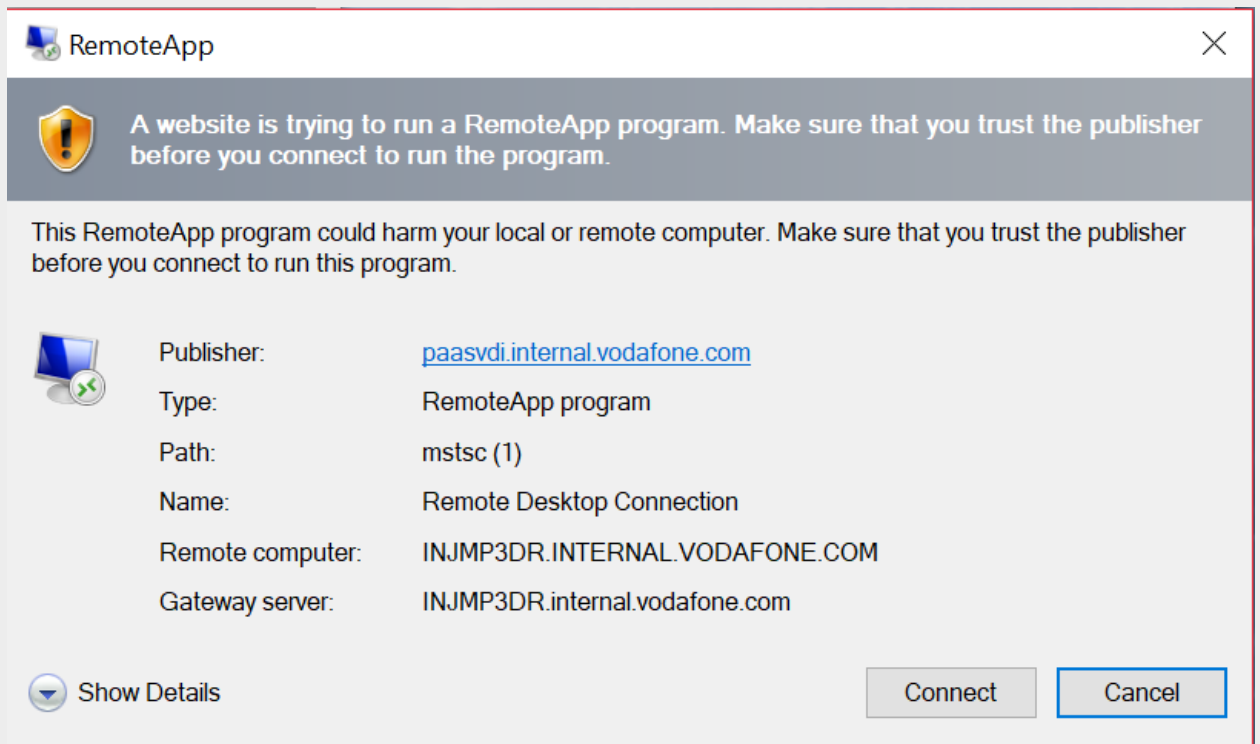 RemoteApp
A website is trying to run a RemoteApp program. Make sure that you trust the publisher
before you connect to run the program.
This RemoteApp program could harm your local or remote computer. Make sure that you trust the publisher
before you connect to run this program.
Publisher: paasvdi.internal.vodafone.com
Type: RemoteApp program
Path: mstsc (1)
Name: Remote Desktop Connection
Remote computer: INJMP3DR.INTERNAL.VODAFONE.COM
Gateway server: INJMP3DR.internal.vodafone.com
Show Details Connect Cancel